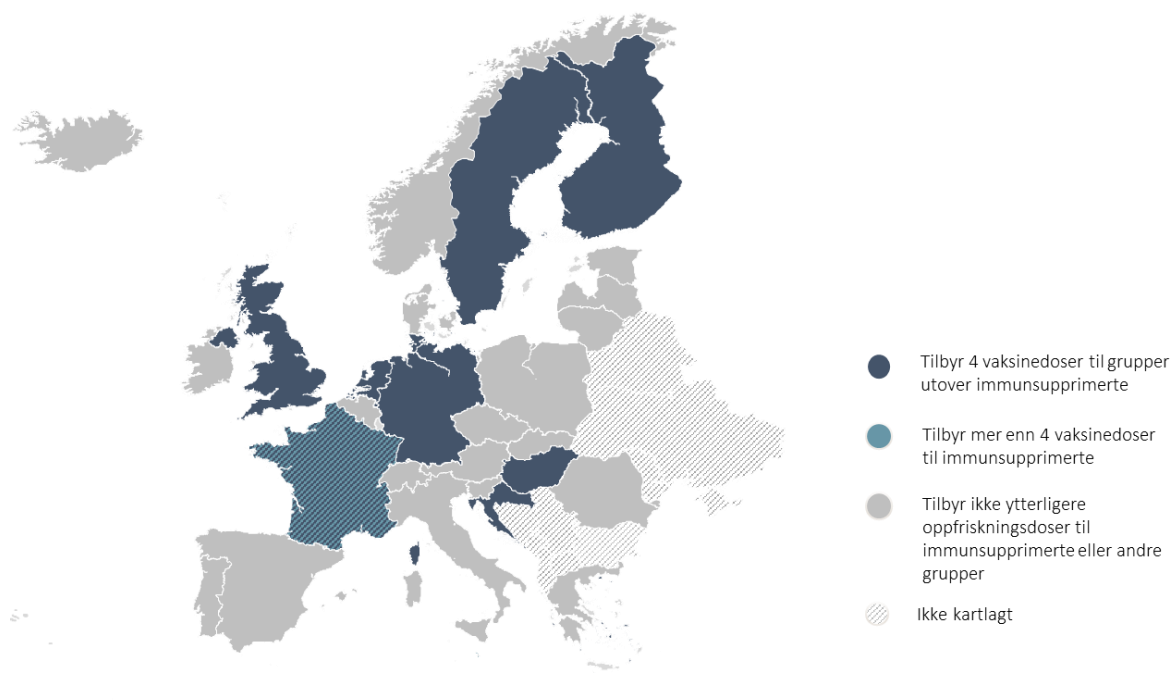 Tilbyr 4 vaksinedoser til grupper
utover immunsupprimerte
Tilbyr mer enn 4 vaksinedoser
til immunsupprimerte
Tilbyr ikke ytterligere
oppfriskningsdoser til
immunsupprimerte eller andre
grupper
Ikke kartlagt